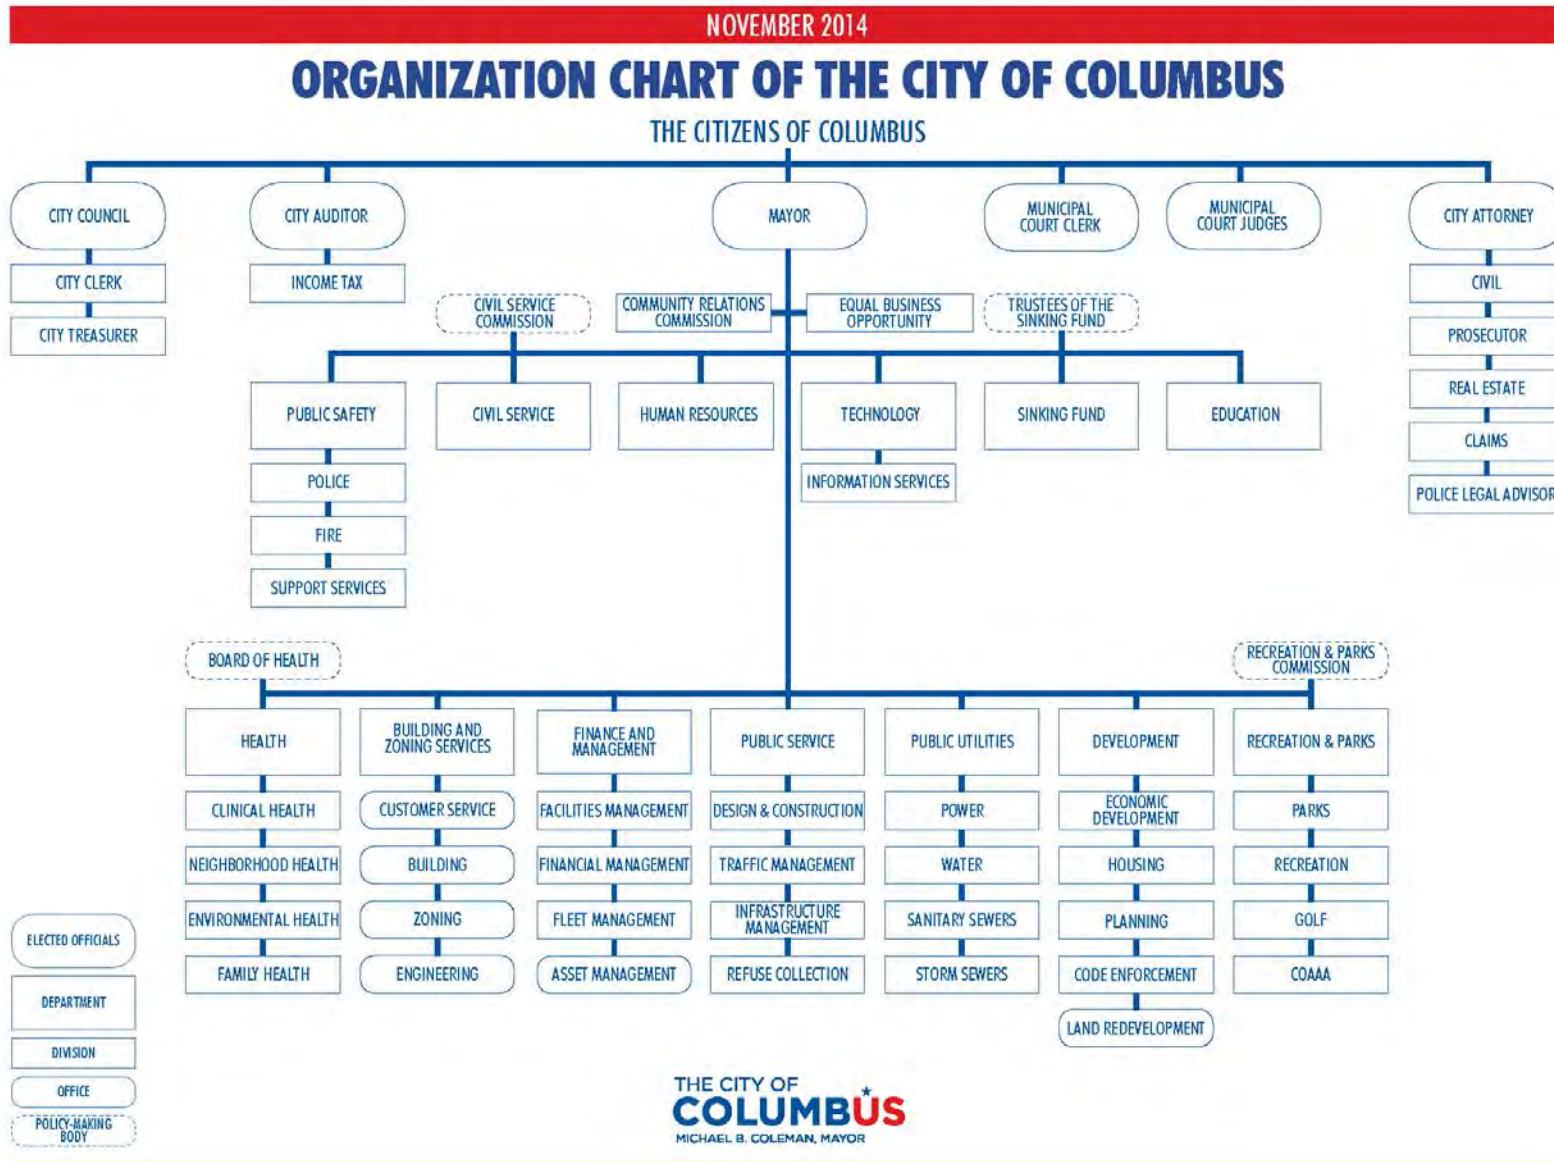 NOVEMBER 2014
ORGANIZATION CHART OF THE CITY OF COLUMBUS
THE CITIZENS OF COLUMBUS
CITY COUNCIL
CITY AUDITOR
MAYOR
MUNICIPAL
COURT CLERK
MUNICIPAL
COURT JUDGES
CITY ATTORNEY
CITY CLERK
CITY TREASURER
INCOME TAX
CIVIL SERVICE
COMMISSION
COMMUNITY RELATIONS
COMMISSION
EQUAL BUSINESS
OPPORTUNITY
TRUSTEES OF THE
SINKING FUND
CIVIL
PROSECUTOR
REAL ESTATE
CLAIMS
POLICE LEGAL ADVISOR
PUBLIC SAFETY
CIVIL SERVICE
HUMAN RESOURCES
TECHNOLOGY
SINKING FUND
EDUCATION
POLICE
FIRE
SUPPORT SERVICES
INFORMATION SERVICES
BOARD OF HEALTH
RECREATION & PARKS
COMMISSION
HEALTH
CLINICAL HEALTH
NEIGHBORHOOD HEALTH
ENVIRONMENTAL HEALTH
FAMILY HEALTH
BUILDING AND
ZONING SERVICES
CUSTOMER SERVICE
BUILDING
ZONING
ENGINEERING
FINANCE AND
MANAGEMENT
FACILITIES MANAGEMENT
FINANCIAL MANAGEMENT
FLEET MANAGEMENT
ASSET MANAGEMENT
PUBLIC SERVICE
DESIGN & CONSTRUCTION
TRAFFIC MANAGEMENT
INFRASTRUCTURE
MANAGEMENT
REFUSE COLLECTION
PUBLIC UTILITIES
POWER
WATER
SANITARY SEWERS
STORM SEWERS
DEVELOPMENT
ECONOMIC
DEVELOPMENT
HOUSING
PLANNING
CODE ENFORCEMENT
LAND REDEVELOPMENT
RECREATION & PARKS
PARKS
RECREATION
GOLF
COAAA
ELECTED OFFICIALS
DEPARTMENT
DIVISION
OFFICE
POLICY-MAKING
BODY
THE CITY OF
COLUMBUS
MICHAEL B. COLEMAN, MAYOR